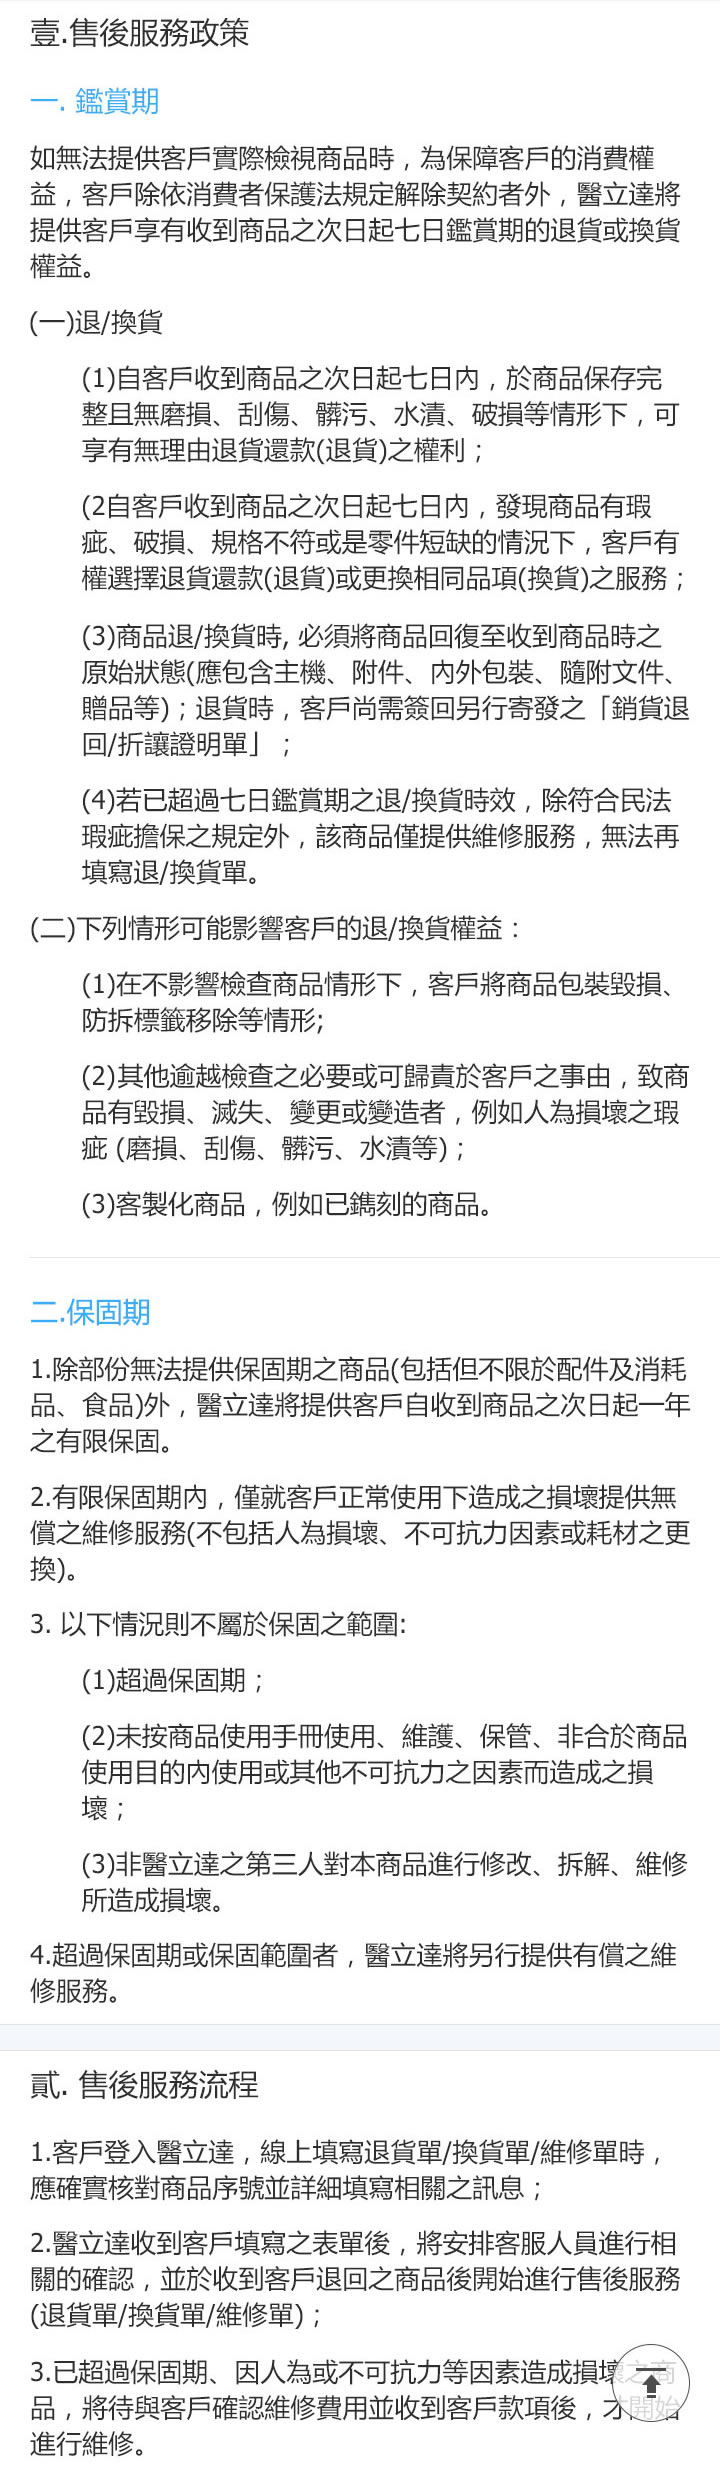 壹.售後服務政策
一. 鑑賞期
如無法提供客戶實際檢視商品時，為保障客戶的消費權
益，客戶除依消費者保護法規定解除契約者外，醫立達將
提供客戶享有收到商品之次日起七日鑑賞期的退貨或換貨
權益。
(一)退/換貨
(1)自客戶收到商品之次日起七日內，於商品保存完
整且無磨損、刮傷、髒污、水漬、破損等情形下，可
享有無理由退貨還款(退貨)之權利；
(2自客戶收到商品之次日起七日內，發現商品有瑕
疵、破損、規格不符或是零件短缺的情況下，客戶有
權選擇退貨還款(退貨)或更換相同品項(換貨)之服務；
(3)商品退/換貨時, 必須將商品回復至收到商品時之
原始狀態(應包含主機、附件、內外包裝、隨附文件、
贈品等)；退貨時，客戶尚需簽回另行寄發之「銷貨退
回/折讓證明單」；
(4)若已超過七日鑑賞期之退/換貨時效，除符合民法
瑕疵擔保之規定外，該商品僅提供維修服務，無法再
填寫退/換貨單。
(二)下列情形可能影響客戶的退/換貨權益：
(1)在不影響檢查商品情形下，客戶將商品包裝毀損、
防拆標籤移除等情形;
(2)其他逾越檢查之必要或可歸責於客戶之事由，致商
品有毀損、滅失、變更或變造者，例如人為損壞之瑕
疵 (磨損、刮傷、髒污、水漬等)；
(3)客製化商品，例如已鐫刻的商品。
二.保固期
1.除部份無法提供保固期之商品(包括但不限於配件及消耗
品、食品)外，醫立達將提供客戶自收到商品之次日起一年
之有限保固。
2.有限保固期內，僅就客戶正常使用下造成之損壞提供無
償之維修服務(不包括人為損壞、不可抗力因素或耗材之更
換)。
3. 以下情況則不屬於保固之範圍:
(1)超過保固期；
(2)未按商品使用手冊使用、維護、保管、非合於商品
使用目的內使用或其他不可抗力之因素而造成之損
壞；
(3)非醫立達之第三人對本商品進行修改、拆解、維修
所造成損壞。
4.超過保固期或保固範圍者，醫立達將另行提供有償之維
修服務。
貳. 售後服務流程
1.客戶登入醫立達，線上填寫退貨單/換貨單/維修單時，
應確實核對商品序號並詳細填寫相關之訊息；
2.醫立達收到客戶填寫之表單後，將安排客服人員進行相
關的確認，並於收到客戶退回之商品後開始進行售後服務
(退貨單/換貨單/維修單)；
3.已超過保固期、因人為或不可抗力等因素造成損壞之商
品，將待與客戶確認維修費用並收到客戶款項後，才開始
進行維修。